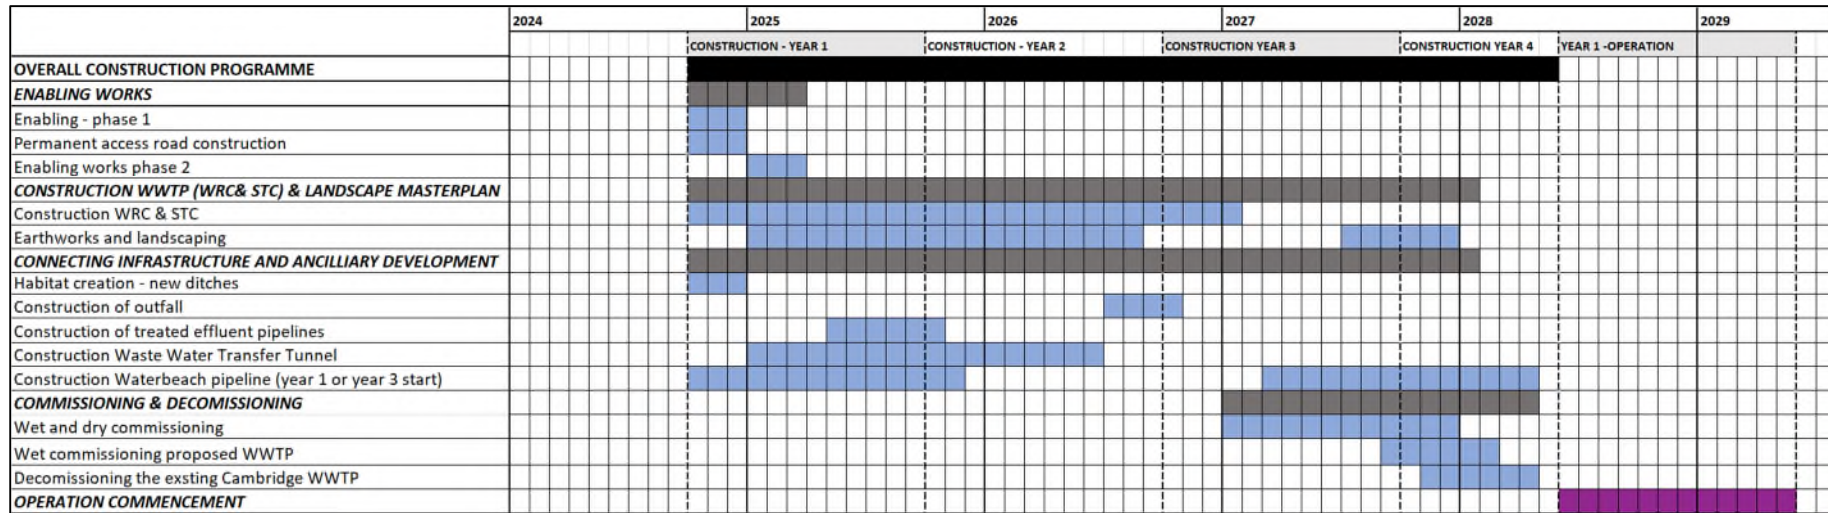 2024 2025 2026 2027 2028 2029
CONSTRUCTION - YEAR 1 CONSTRUCTION - YEAR 2 CONSTRUCTION YEAR 3 CONSTRUCTION YEAR 4 YEAR 1 -OPERATION
OVERALL CONSTRUCTION PROGRAMME
ENABLING WORKS
Enabling - phase 1
Permanent access road construction
Enabling works phase 2
CONSTRUCTION WWTP (WRC& STC) & LANDSCAPE MASTERPLAN
Construction WRC & STC
Earthworks and landscaping
CONNECTING INFRASTRUCTURE AND ANCILLIARY DEVELOPMENT
Habitat creation - new ditches
Construction of outfall
Construction of treated effluent pipelines
Construction Waste Water Transfer Tunnel
Construction Waterbeach pipeline (year 1 or year 3 start)
COMMISSIONING & DECOMISSIONING
Wet and dry commissioning
Wet commissioning proposed WWTP
Decomissioning the exsting Cambridge WWTP
OPERATION COMMENCEMENT